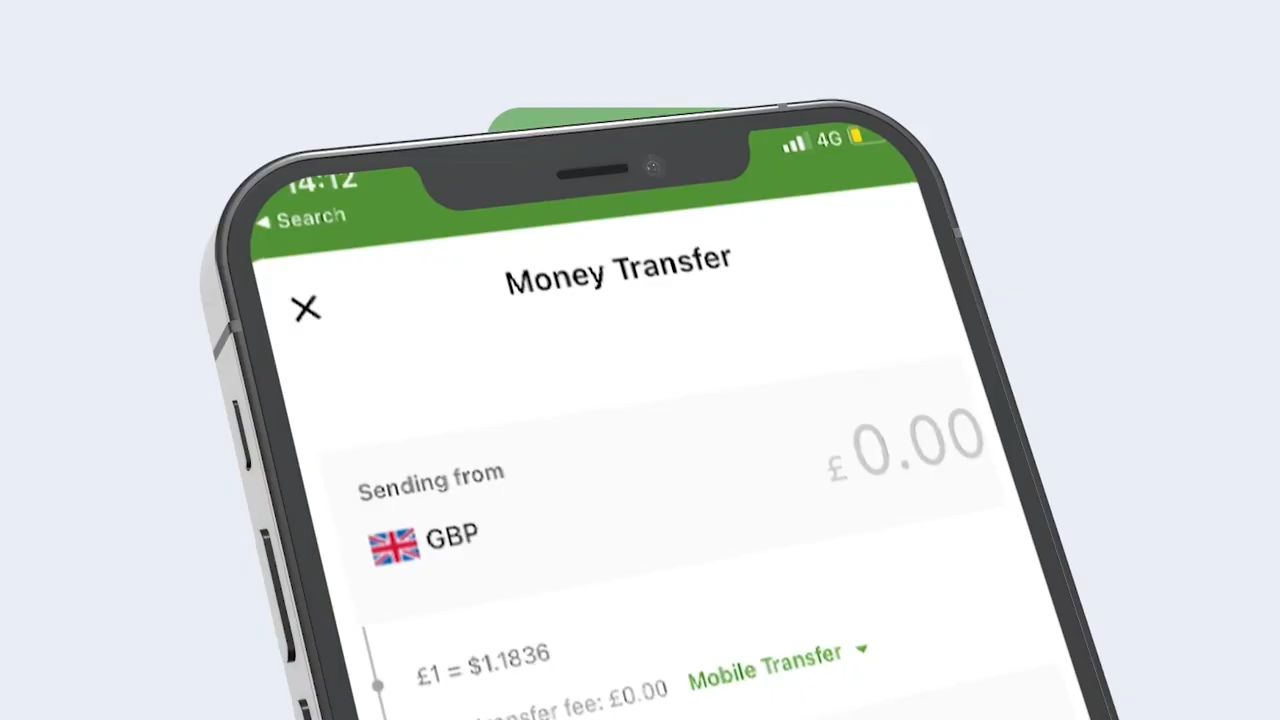 14:12
4G
Search
Money Transfer
Sending from
£ 0.00
GBP
£1 = $1.1836
fee: £0.00 Mobile Transfer